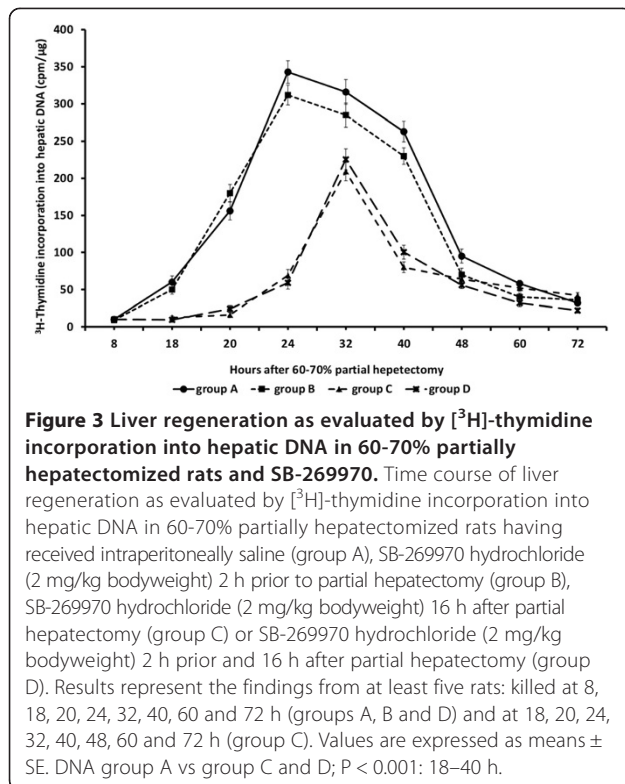 ³H-Thymidine incorporation into hepatic DNA (cpm/µg)
400
350
300
250
200
150
100
50
0
8 18 20 24 32 40 48 60 72
Hours after 60-70% partial hepetectomy
group A group B group C group D
Figure 3 Liver regeneration as evaluated by [³H]-thymidine
incorporation into hepatic DNA in 60-70% partially
hepatectomized rats and SB-269970. Time course of liver
regeneration as evaluated by [³H]-thymidine incorporation into
hepatic DNA in 60-70% partially hepatectomized rats having
received intraperitoneally saline (group A), SB-269970 hydrochloride
(2 mg/kg bodyweight) 2 h prior to partial hepatectomy (group B),
SB-269970 hydrochloride (2 mg/kg bodyweight) 16 h after partial
hepatectomy (group C) or SB-269970 hydrochloride (2 mg/kg
bodyweight) 2 h prior and 16 h after partial hepatectomy (group
D). Results represent the findings from at least five rats: killed at 8,
18, 20, 24, 32, 40, 60 and 72 h (groups A, B and D) and at 18, 20, 24,
32, 40, 48, 60 and 72 h (group C). Values are expressed as means ±
SE. DNA group A vs group C and D; P < 0.001: 18–40 h.